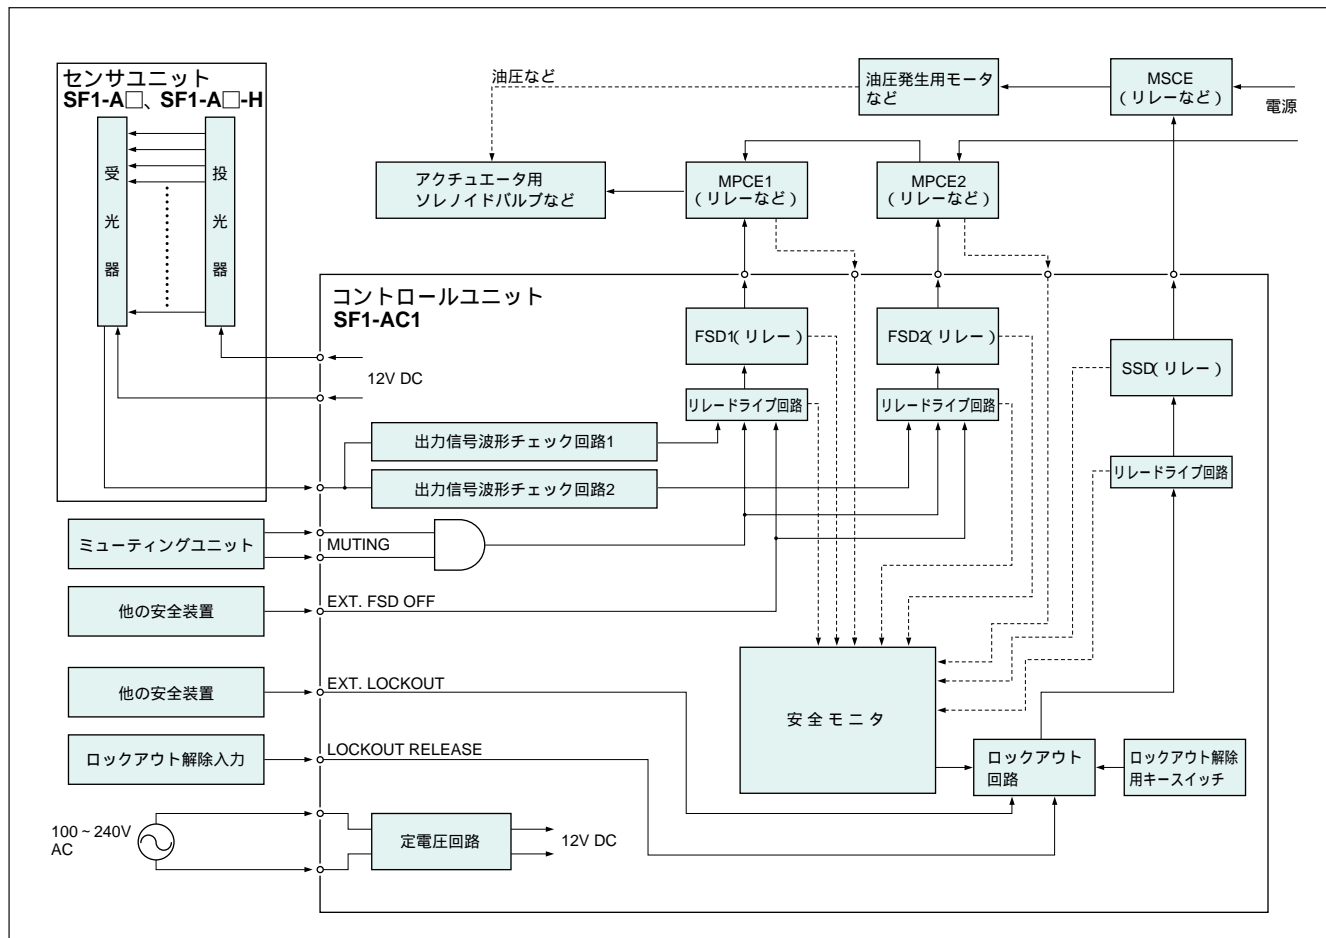 センサユニット
SF1-A□、SF1-A□-H
受光器
投光器
油圧など
油圧発生用モータ
など
MSCE
(リレーなど)
電源
アクチュエータ用
ソレノイドバルブなど
MPCE1
(リレーなど)
MPCE2
(リレーなど)
コントロールユニット
SF1-AC1
FSD1(リレー)
FSD2(リレー)
SSD(リレー)
12V DC
リレードライブ回路
リレードライブ回路
リレードライブ回路
出力信号波形チェック回路1
出力信号波形チェック回路2
ミューティングユニット
MUTING
他の安全装置
EXT. FSD OFF
他の安全装置
EXT. LOCKOUT
安全モニタ
ロックアウト解除入力
LOCKOUT RELEASE
ロックアウト
回路
ロックアウト解除
用キースイッチ
100~240V
AC
定電圧回路
12V DC